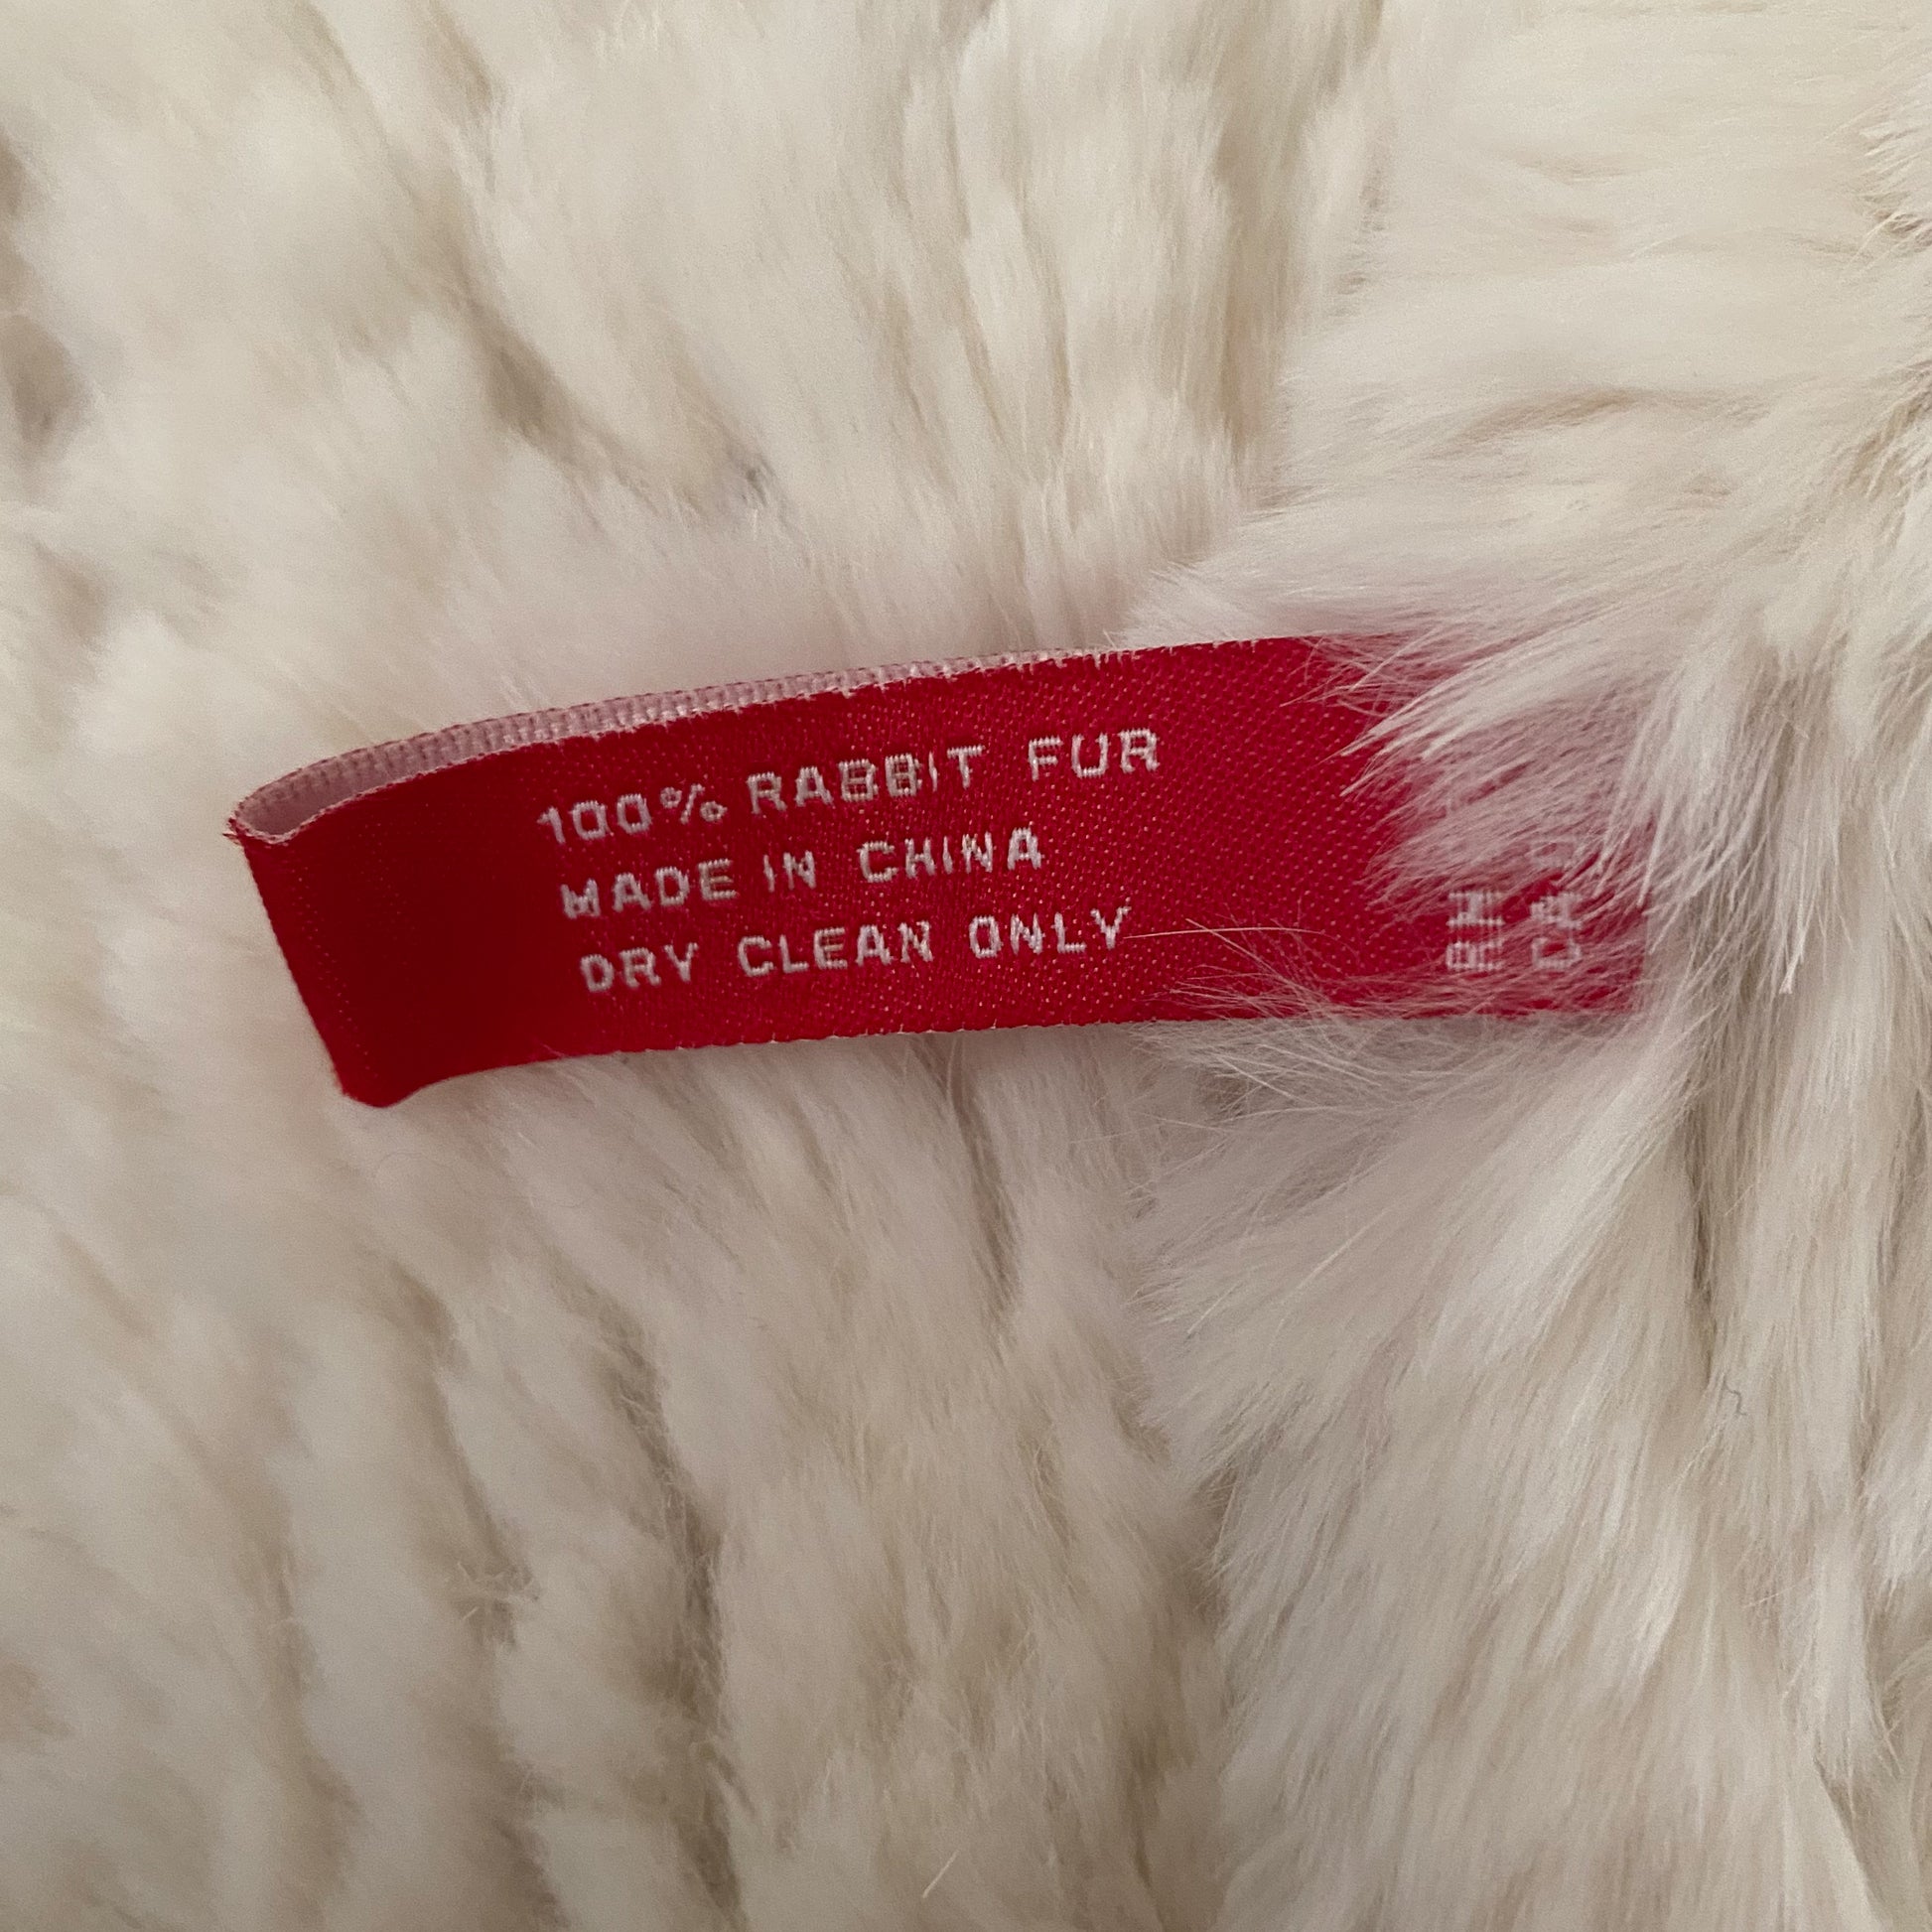 100% RABBIT FUR
MADE IN CHINA
DRY CLEAN ONLY